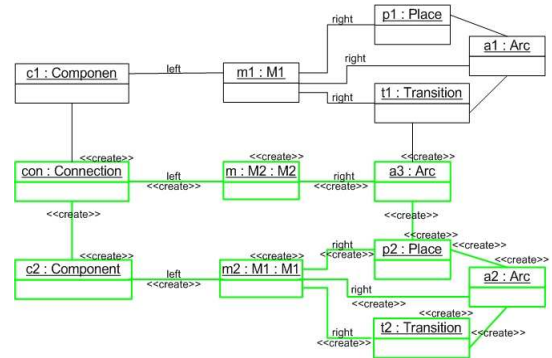 p1 : Place
right
a1 : Arc
c1 : Componen
left
m1 : M1
right
right
t1 : Transition
<<create>>
<<create>>
<<create>>
con : Connection
left
<<create>>
m : M2 : M2
right
<<create>>
a3 : Arc
<<create>>
<<create>>
<<create>>
<<create>>
<<create>>
<<create>>
c2 : Component
left
<<create>>
m2 : M1 : M1
right
<<create>>
p2 : Place
<<create>>
<<create>>
a2 : Arc
right
<<create>>
<<create>>
right
<<create>>
t2 : Transition
<<create>>